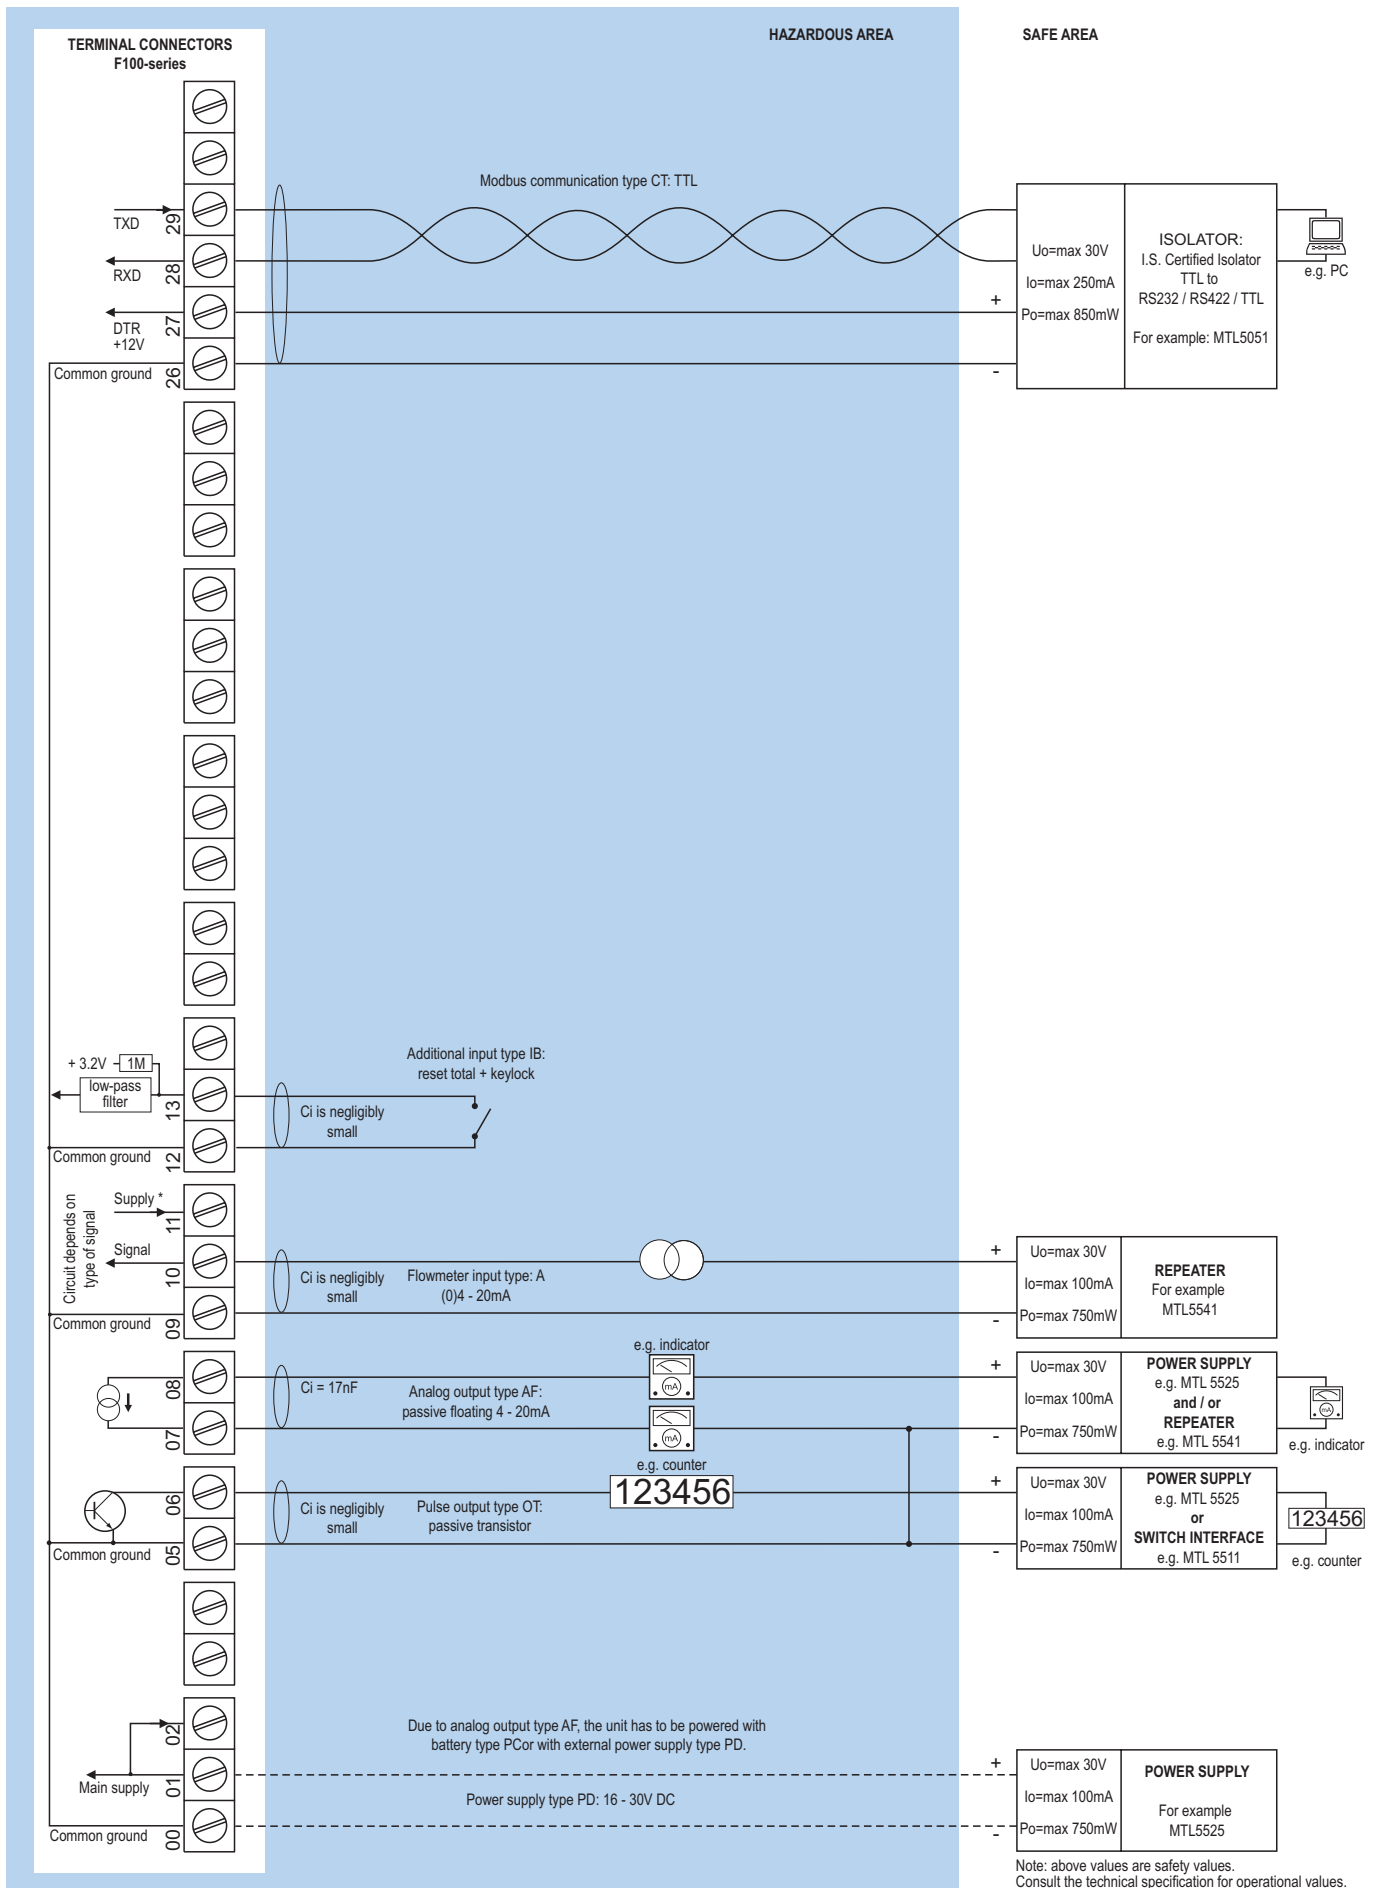 HAZARDOUS AREA
SAFE AREA
TERMINAL CONNECTORS
F100-series
Modbus communication type CT: TTL
TXD
29
RXD
28
DTR
+12V
27
Common ground
26
+
-
Uo=max 30V
Io=max 250mA
Po=max 850mW
ISOLATOR:
I.S. Certified Isolator
TTL to
RS232 / RS422 / TTL
For example: MTL5051
e.g. PC
+ 3.2V
1M
low-pass
filter
13
Common ground
12
Additional input type IB:
reset total + keylock
Ci is negligibly
small
Circuit depends on
type of signal
Supply *
11
Signal
10
Common ground
09
Ci is negligibly
small
Flowmeter input type: A
(0)4 - 20mA
+
-
Uo=max 30V
Io=max 100mA
Po=max 750mW
REPEATER
For example
MTL5541
08
07
Ci = 17nF
Analog output type AF:
passive floating 4 - 20mA
e.g. indicator
mA
mA
+
-
Uo=max 30V
Io=max 100mA
Po=max 750mW
POWER SUPPLY
e.g. MTL 5525
and / or
REPEATER
e.g. MTL 5541
mA
e.g. indicator
06
Common ground
05
Ci is negligibly
small
Pulse output type OT:
passive transistor
e.g. counter
123456
+
-
Uo=max 30V
Io=max 100mA
Po=max 750mW
POWER SUPPLY
e.g. MTL 5525
or
SWITCH INTERFACE
e.g. MTL 5511
123456
e.g. counter
02
Main supply
01
Common ground
00
Due to analog output type AF, the unit has to be powered with
battery type PCor with external power supply type PD.
Power supply type PD: 16 - 30V DC
+
-
Uo=max 30V
Io=max 100mA
Po=max 750mW
POWER SUPPLY
For example
MTL5525
Note: above values are safety values.
Consult the technical specification for operational values.